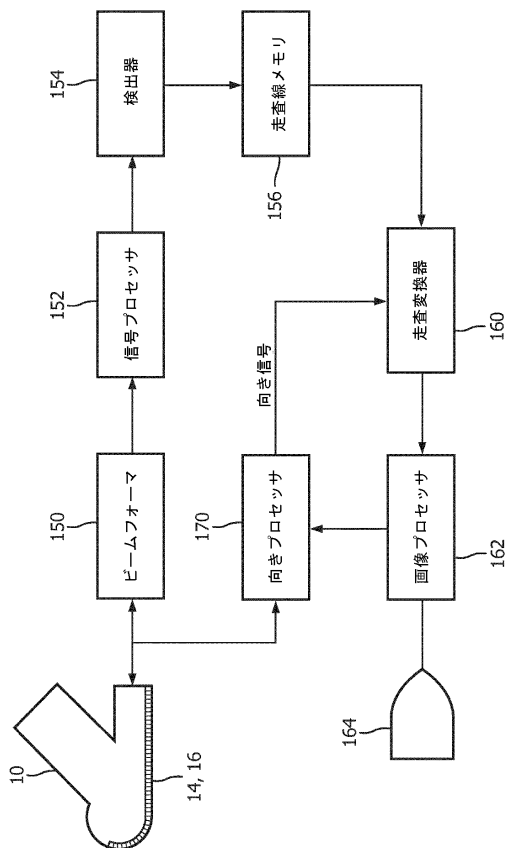 10
14, 16
150
ビームフォーマ
152
信号プロセッサ
154
検出器
156
走査線メモリ
170
向きプロセッサ
向き信号
走査変換器
160
画像プロセッサ
162
164